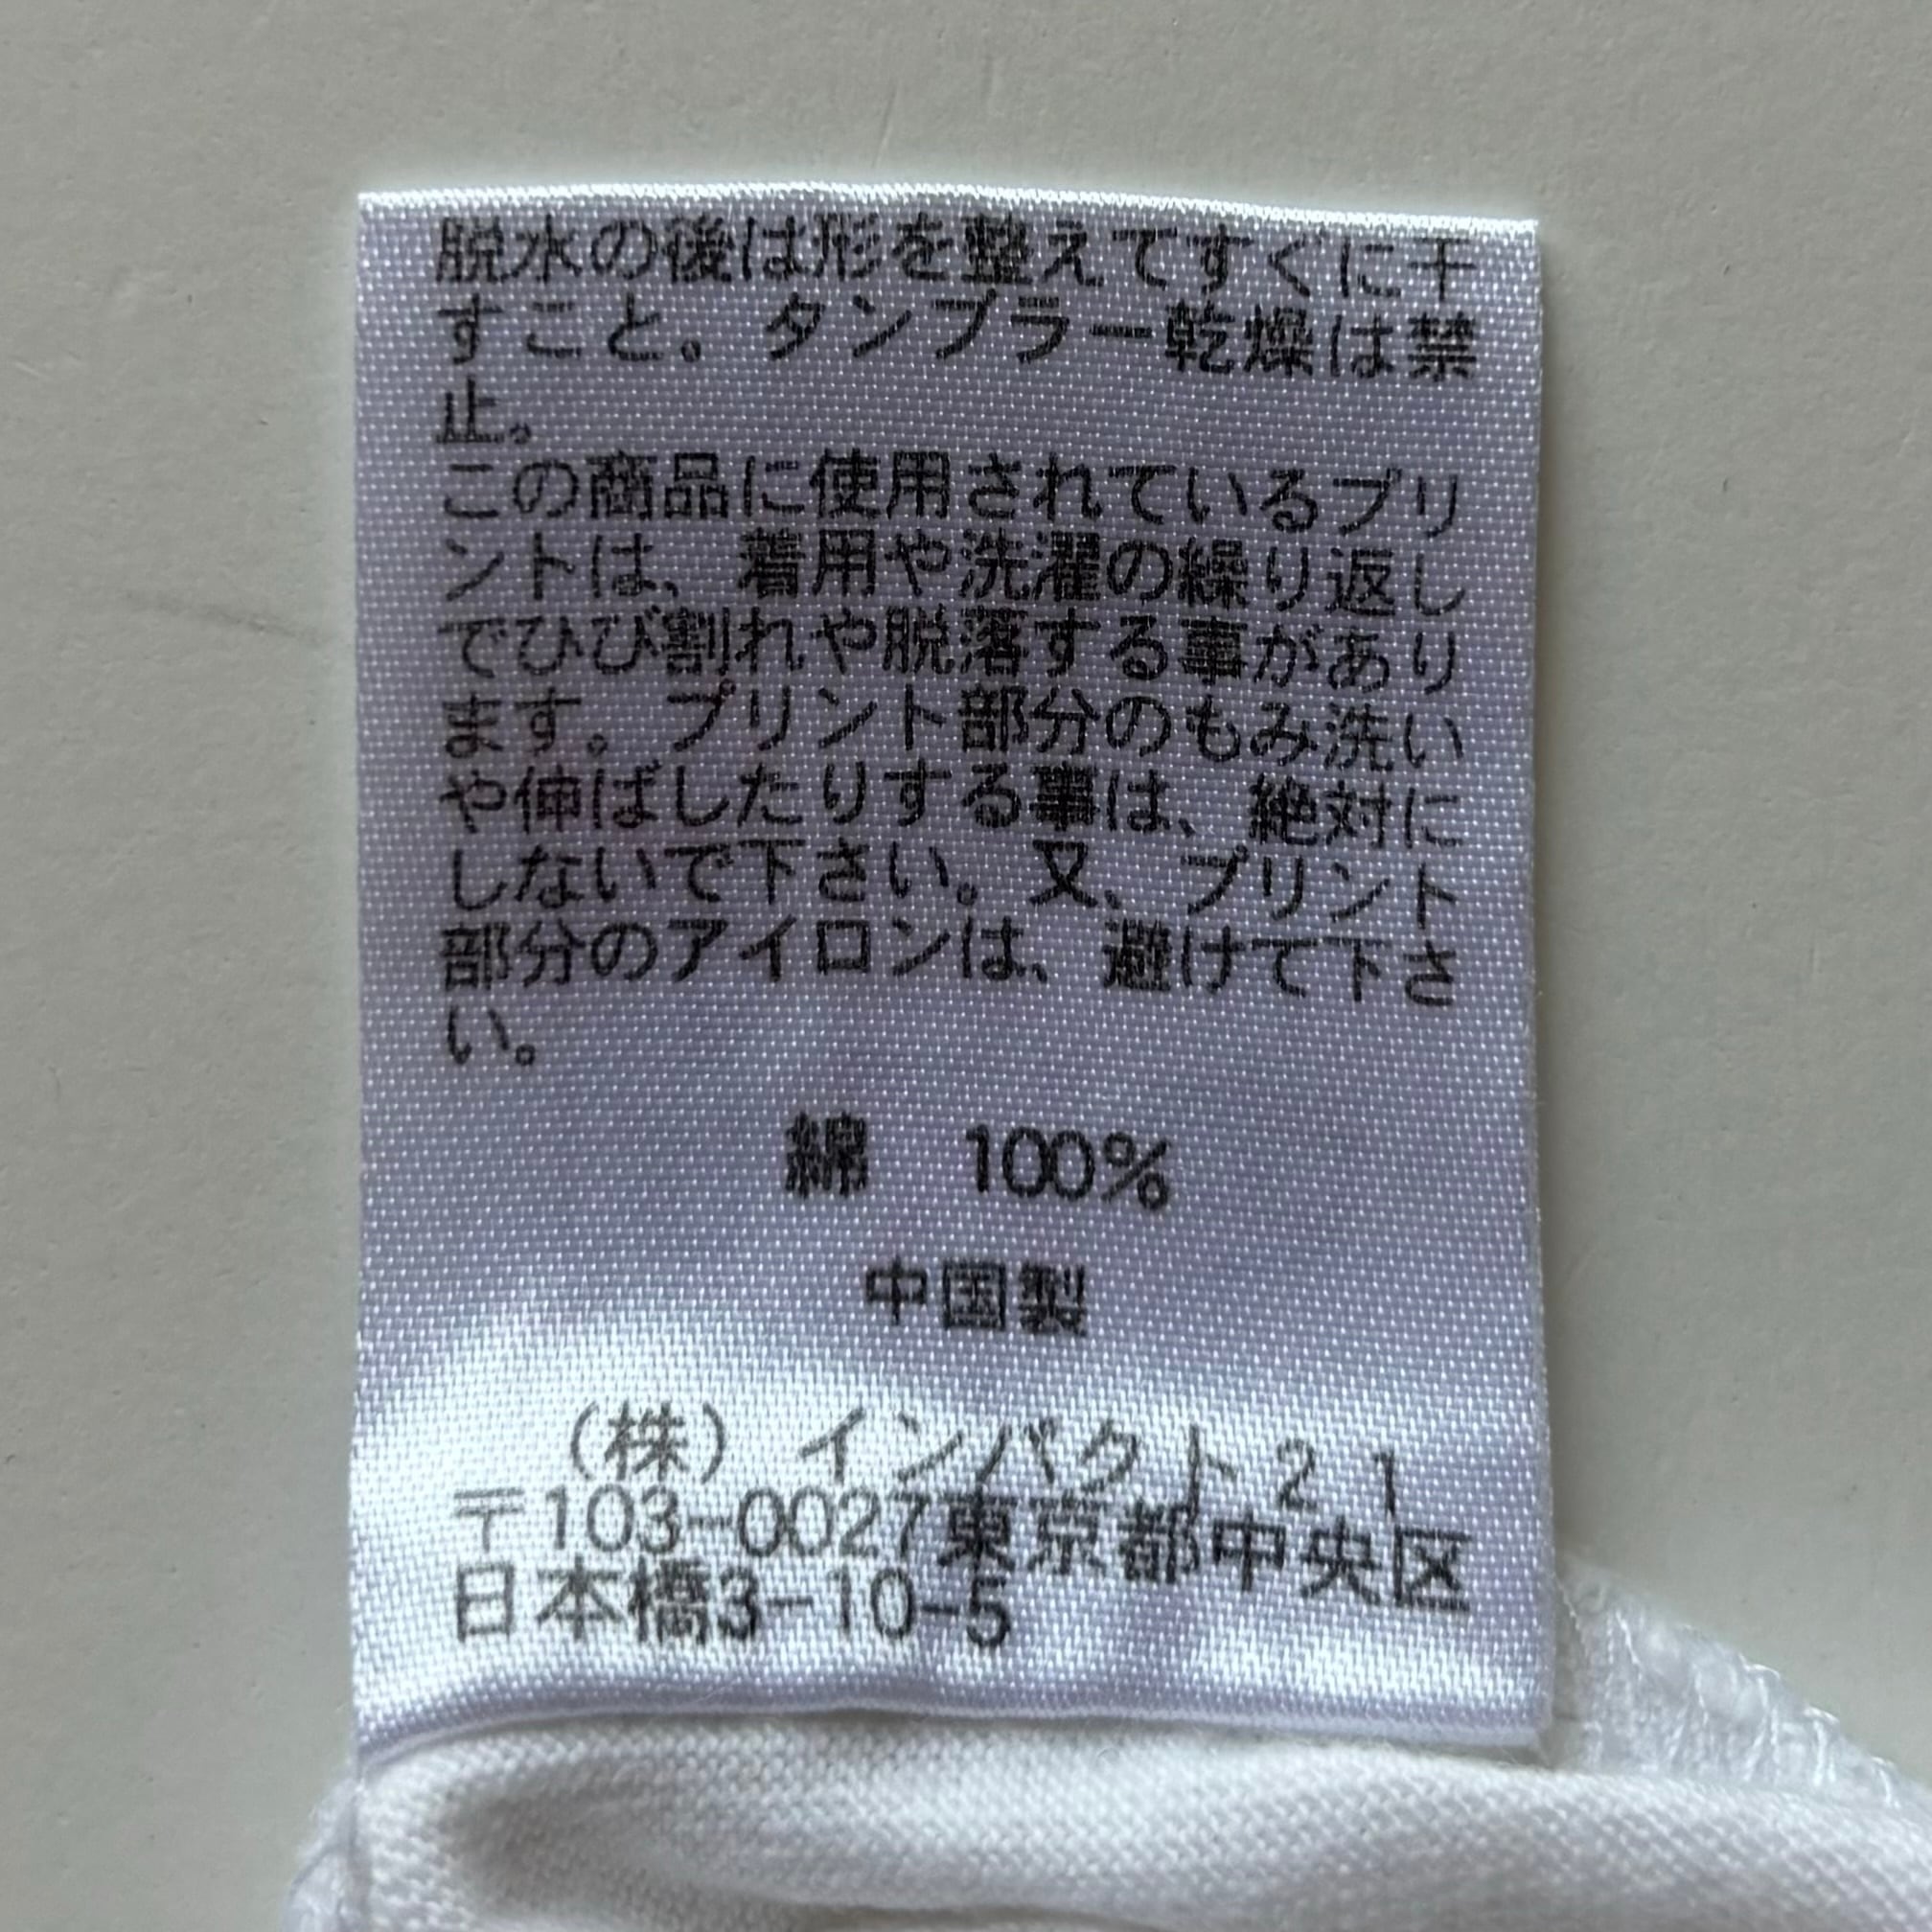 脱水の後は形を整えてすぐに干
すこと。タンブラー乾燥は禁
止。
この商品に使用されているプリ
ントは、着用や洗濯の繰り返し
でひび割れや脱落する事があり
ます。プリント部分のもみ洗い
や伸ばしたりする事は、絶対に
しないで下さい。又、プリント
部分のアイロンは、避けて下さ
い。
綿　100%
中国製
（株）　インパクト２１
〒103-0027東京都中央区
日本橋3-10-5